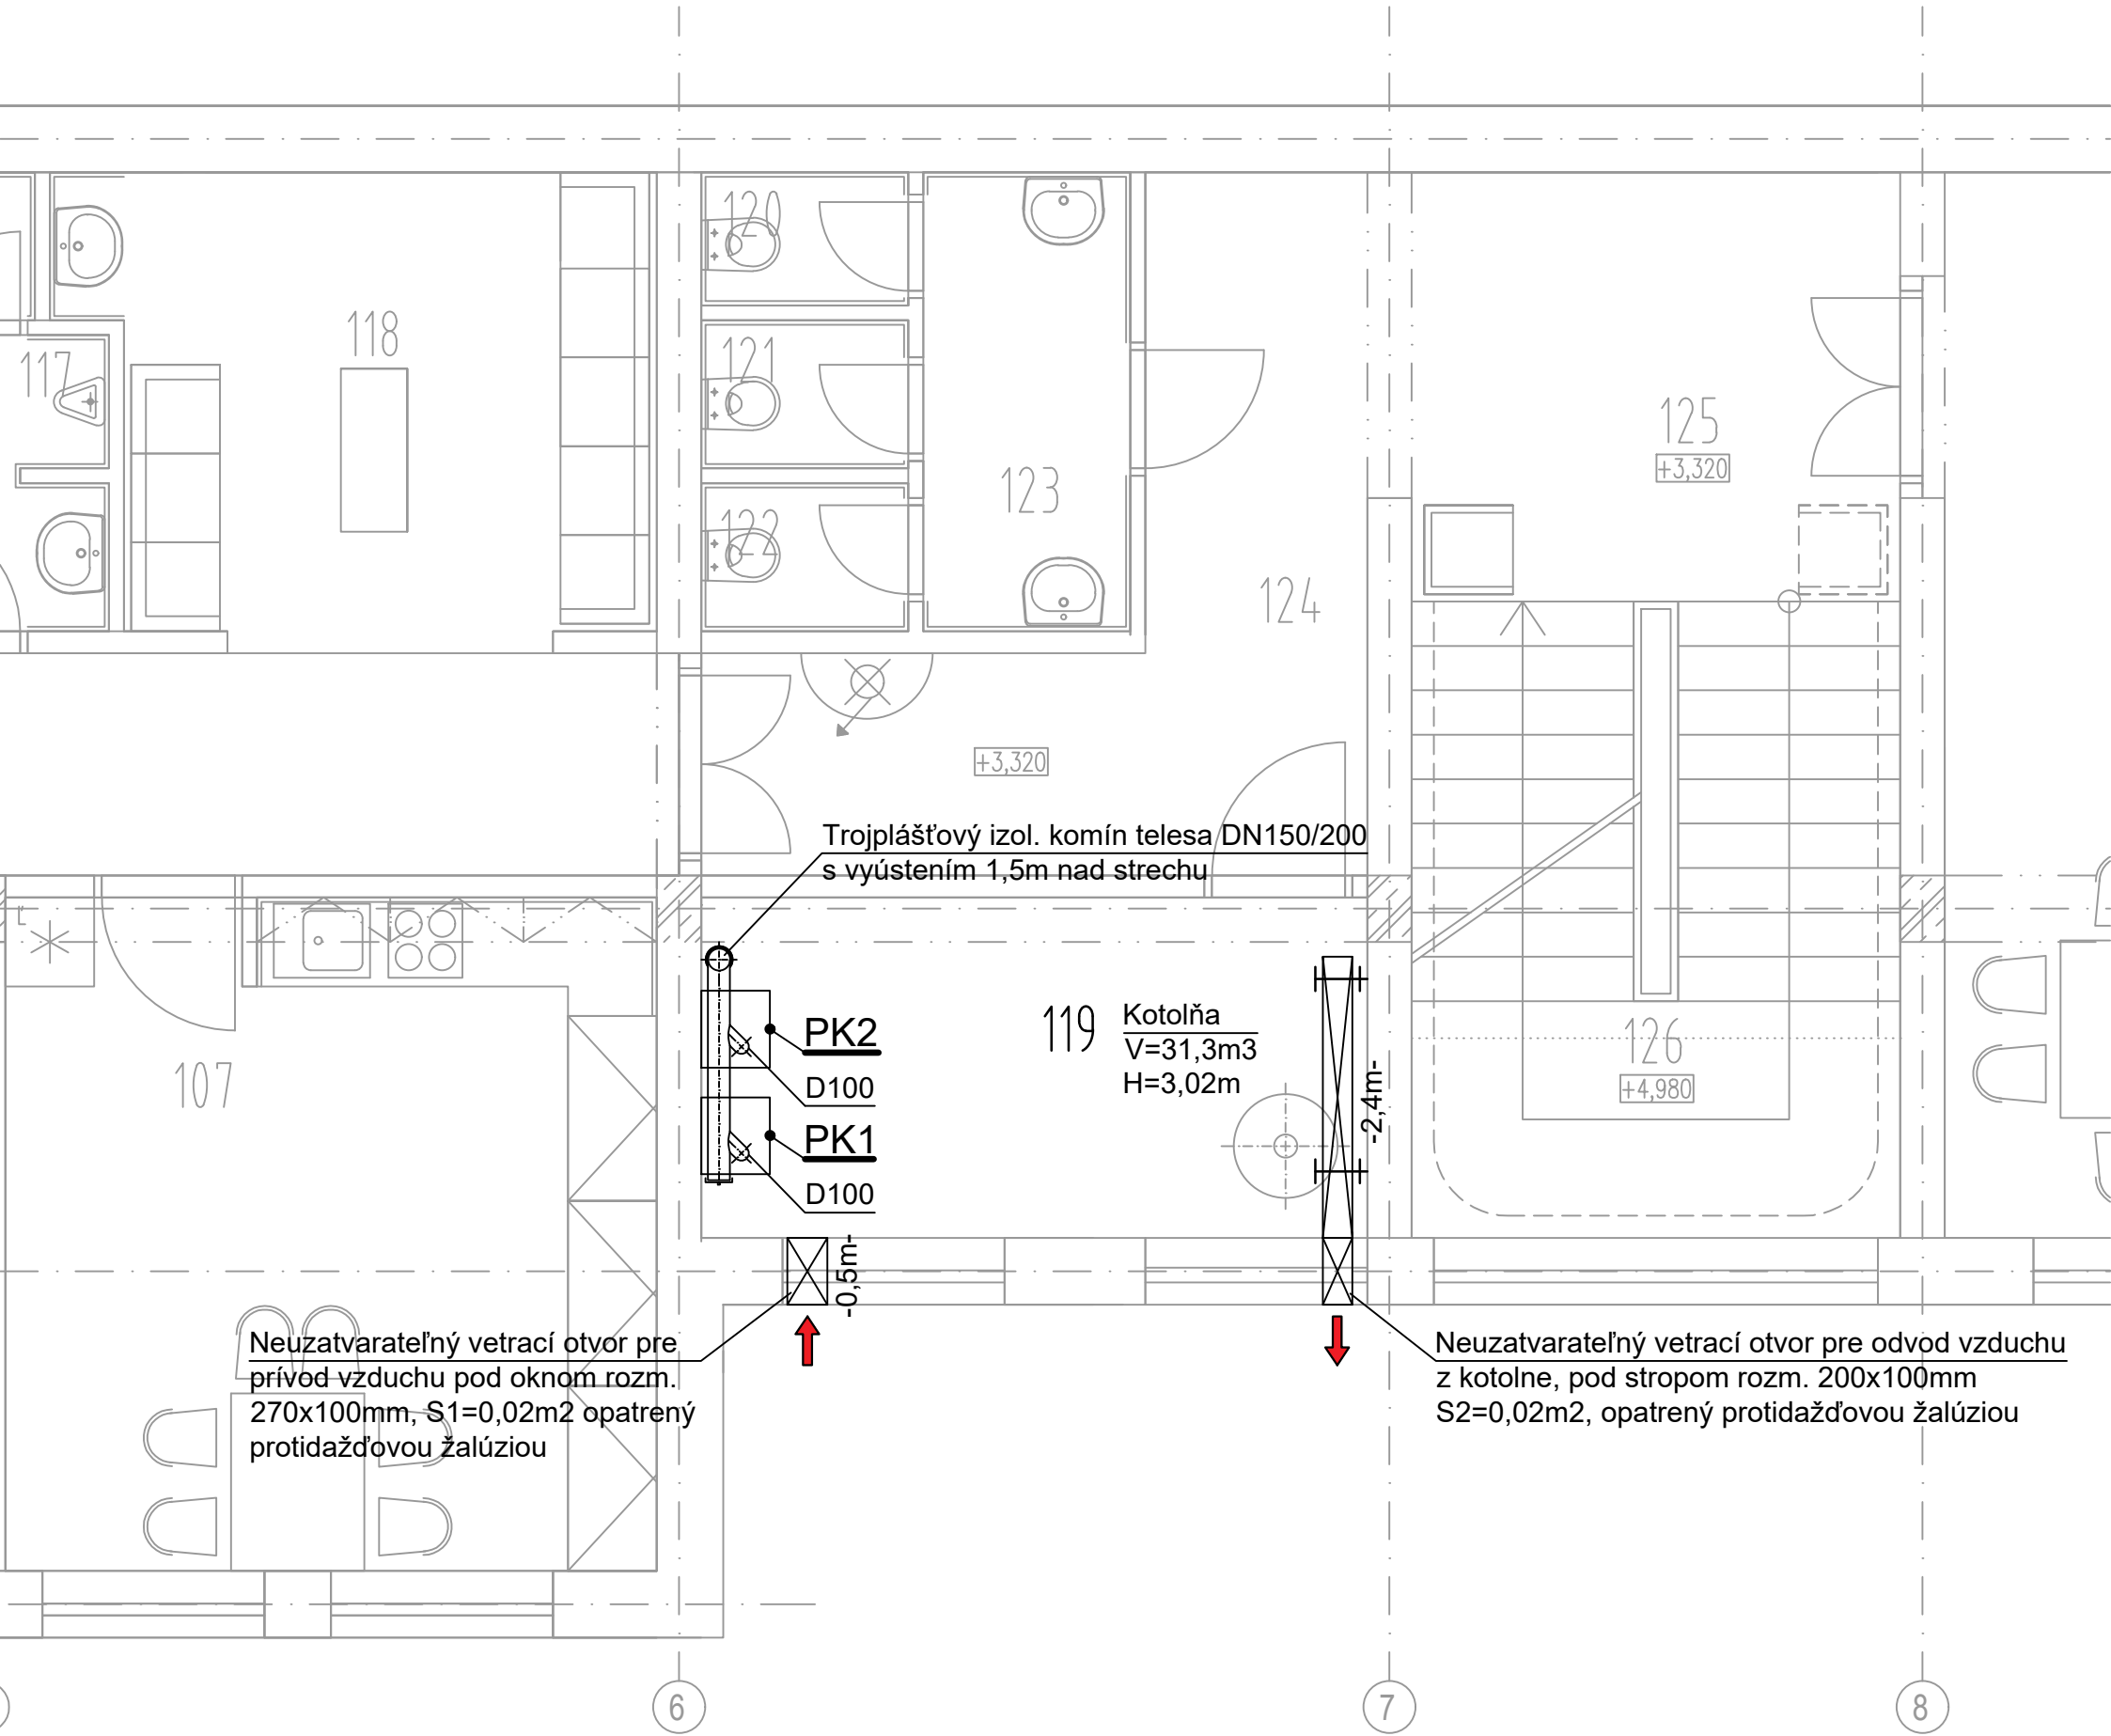 120
118
121
117
125
+3,320
123
122
124
+3,320
Trojplášťový izol. komín telesa DN150/200
s vyústením 1,5m nad strechu
119
Kotolňa
V=31,3m3
H=3,02m
PK2
D100
PK1
D100
107
126
+4,980
-2,4m-
-0,5m-
Neuzatvarateľný vetrací otvor pre
prívod vzduchu pod oknom rozm.
270x100mm, S1=0,02m2 opatrený
protidažďovou žalúziou
Neuzatvarateľný vetrací otvor pre odvod vzduchu
z kotolne, pod stropom rozm. 200x100mm
S2=0,02m2, opatrený protidažďovou žalúziou
6
7
8